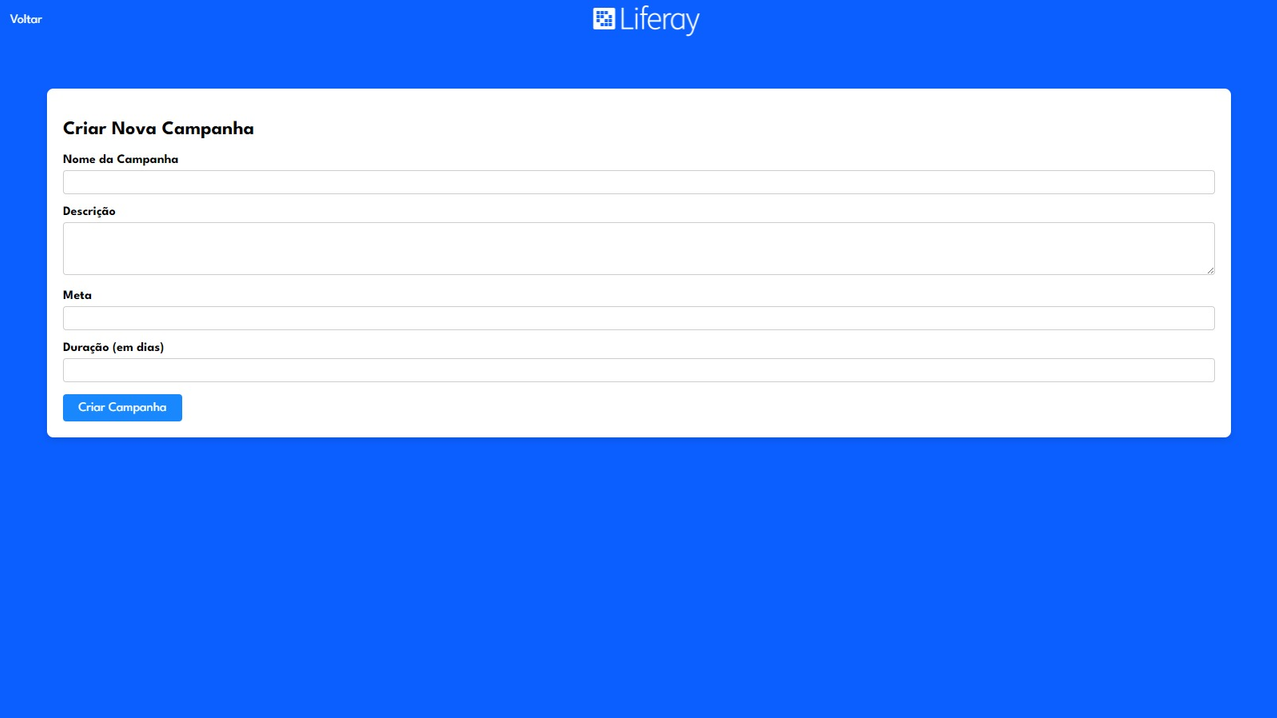 Voltar
Liferay
Criar Nova Campanha
Nome da Campanha
Descrição
Meta
Duração (em dias)
Criar Campanha